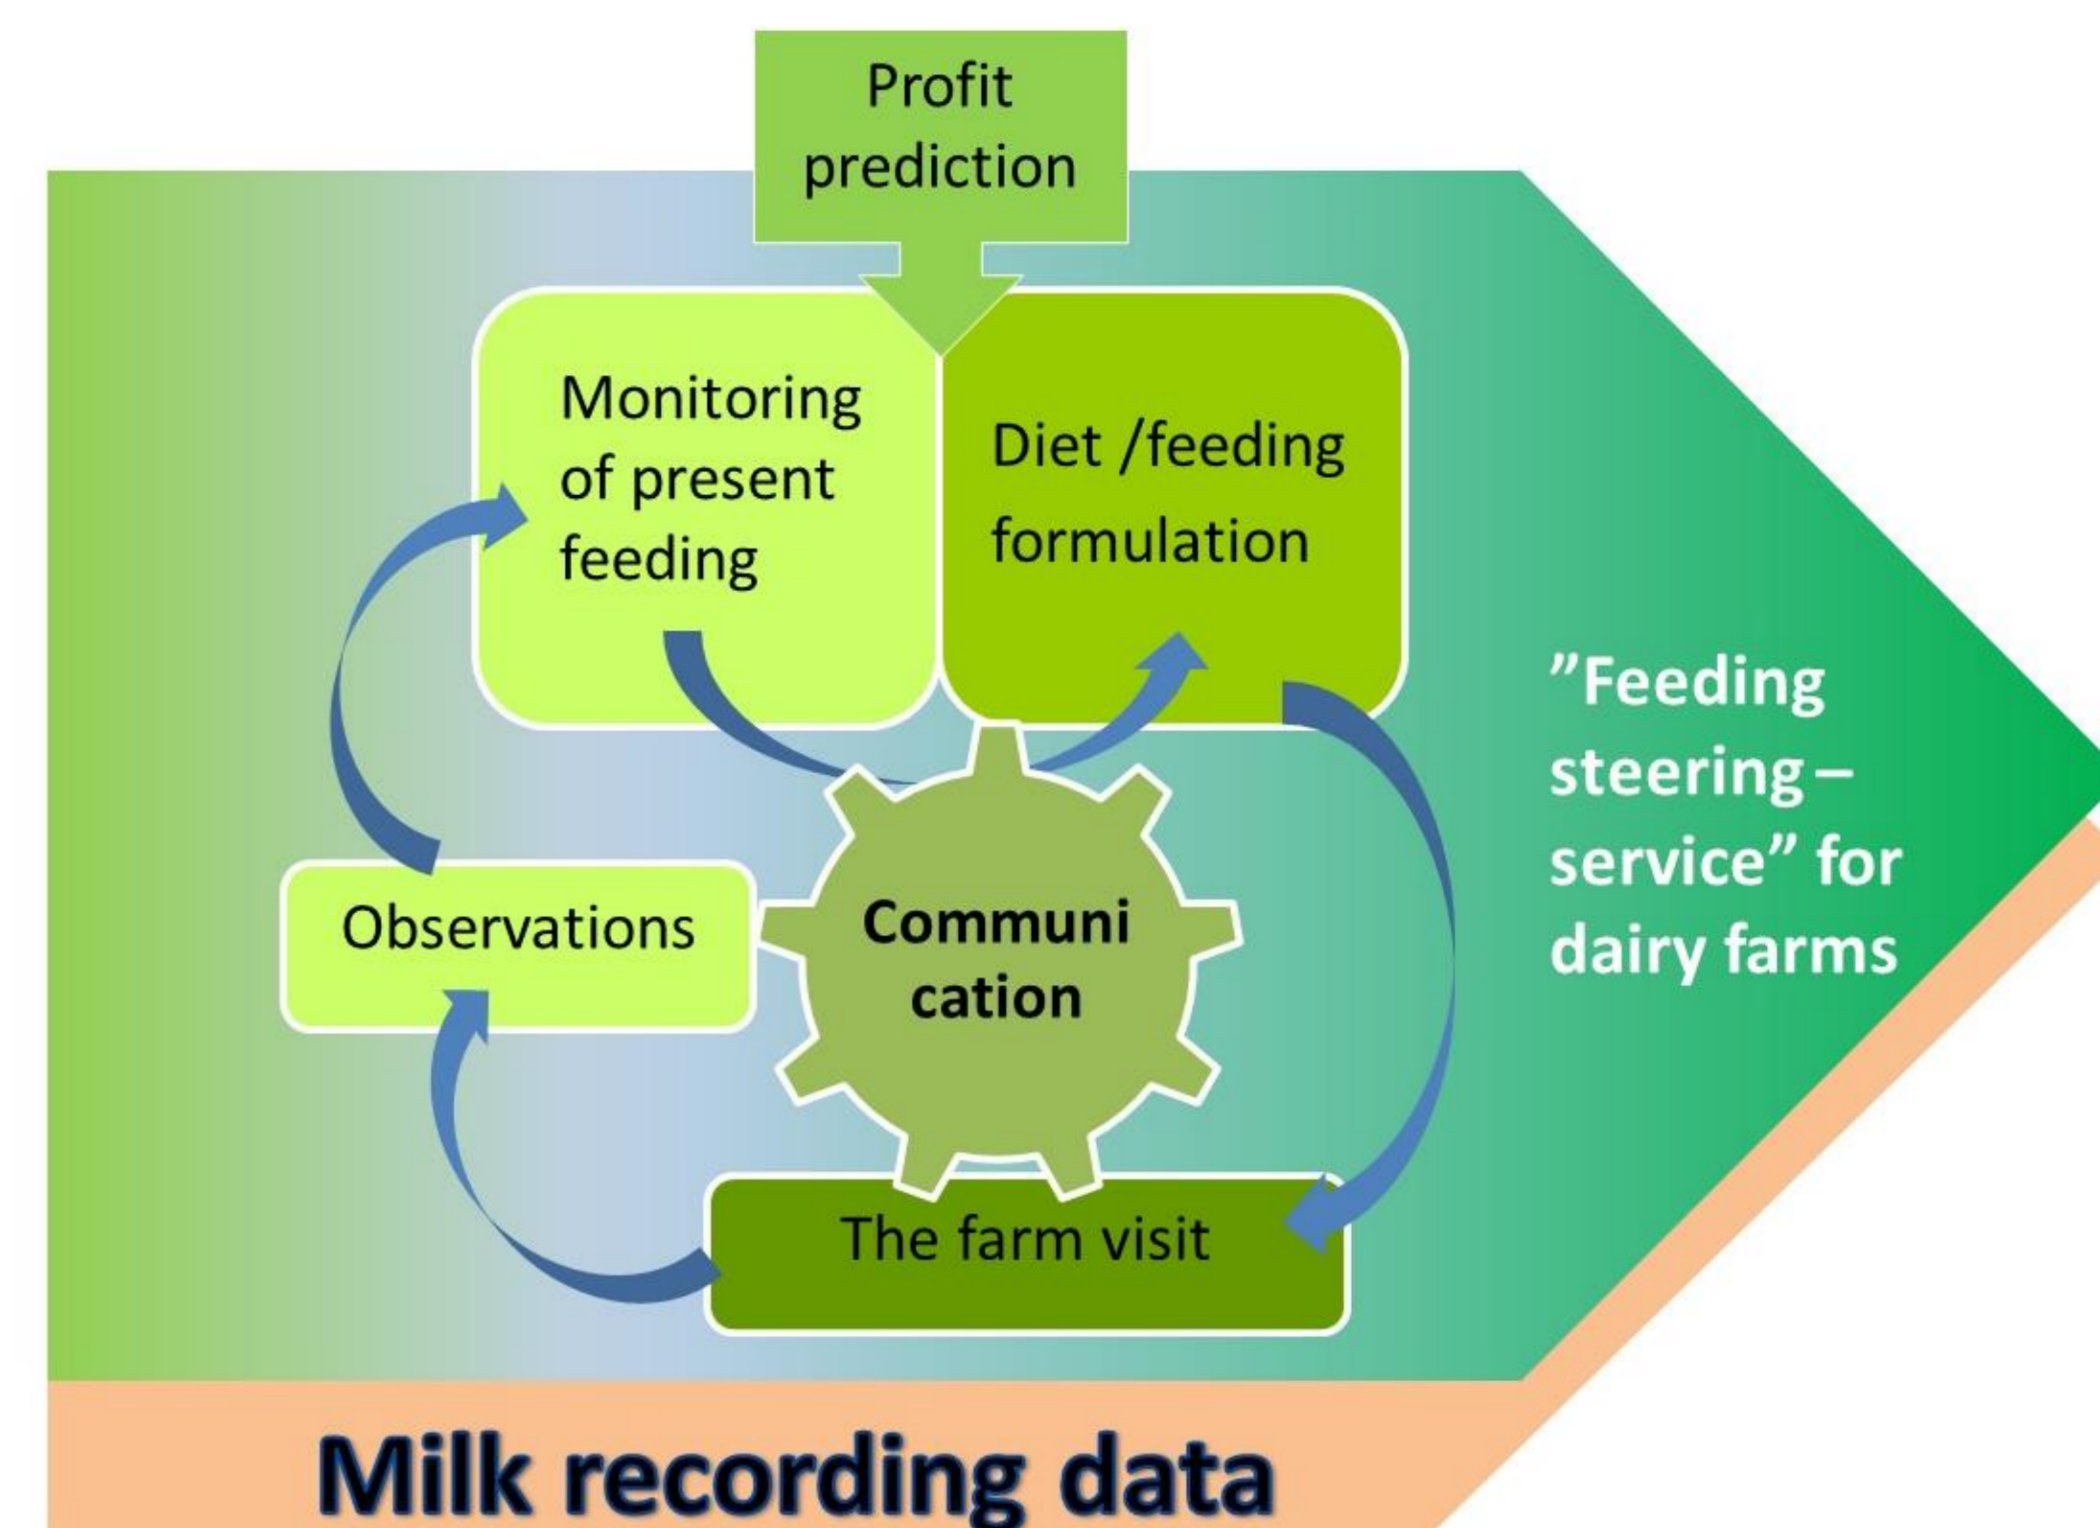 Profit
prediction
Monitoring
of present
feeding
Diet /feeding
formulation
”Feeding
steering –
service” for
dairy farms
Observations
Communi
cation
The farm visit
Milk recording data